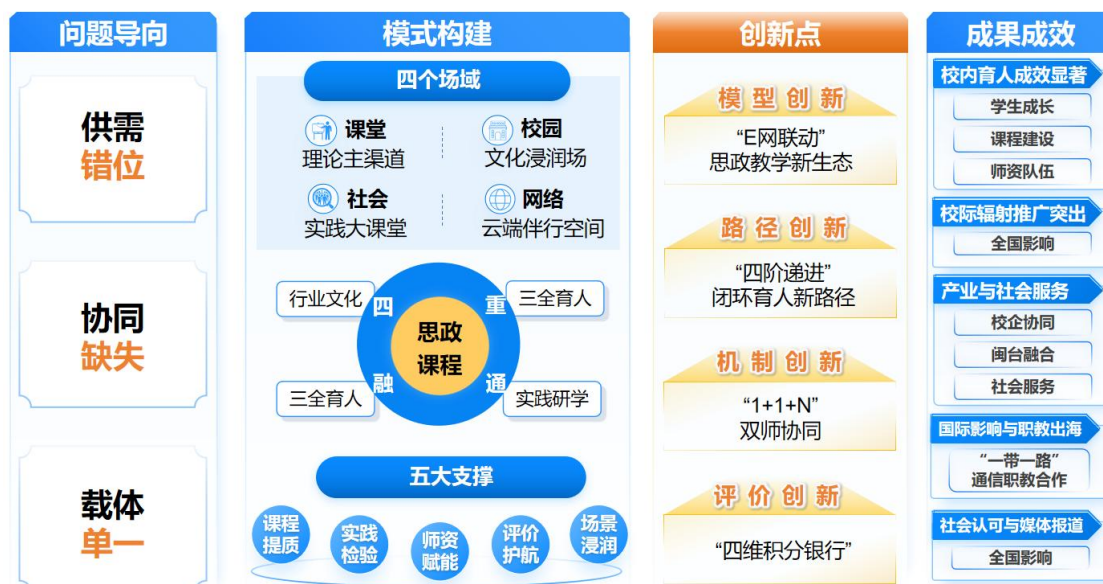 问题导向
供需
错位
协同
缺失
载体
单一
模式构建
四个场域
课堂
理论主渠道
校园
文化浸润场
社会
实践大课堂
网络
云端伴行空间
行业文化
三全育人
四重
思政
课程
融通
三全育人
实践研学
五大支撑
课程
提质
实践
检验
师资
赋能
评价
护航
场景
浸润
创新点
模型创新
“E网联动”
思政教学新生态
路径创新
“四阶递进”
闭环育人新路径
机制创新
“1+1+N”
双师协同
评价创新
“四维积分银行”
成果成效
校内育人成效显著
学生成长
课程建设
师资队伍
校际辐射推广突出
全国影响
产业与社会服务
校企协同
闽台融合
社会服务
国际影响与职教出海
“一带一路”
通信职教合作
社会认可与媒体报道
全国影响